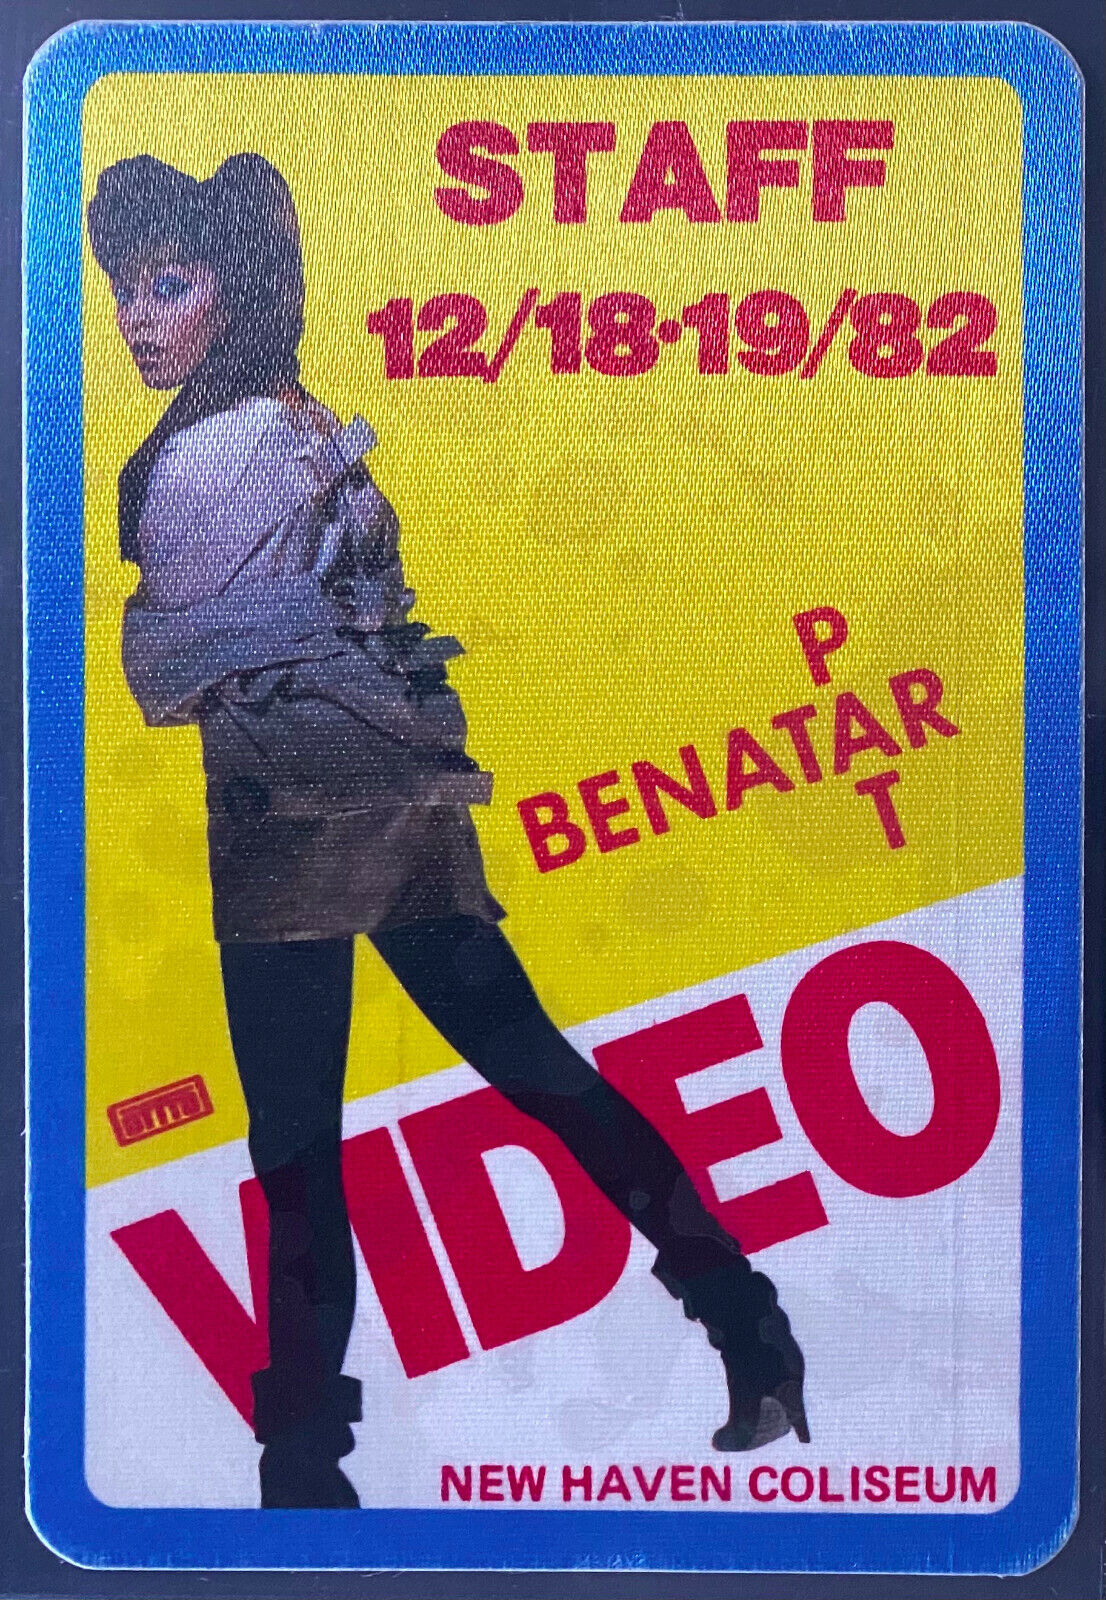 STAFF
12/18·19/82
PAT
BENATAR
VIDEO
NEW HAVEN COLISEUM